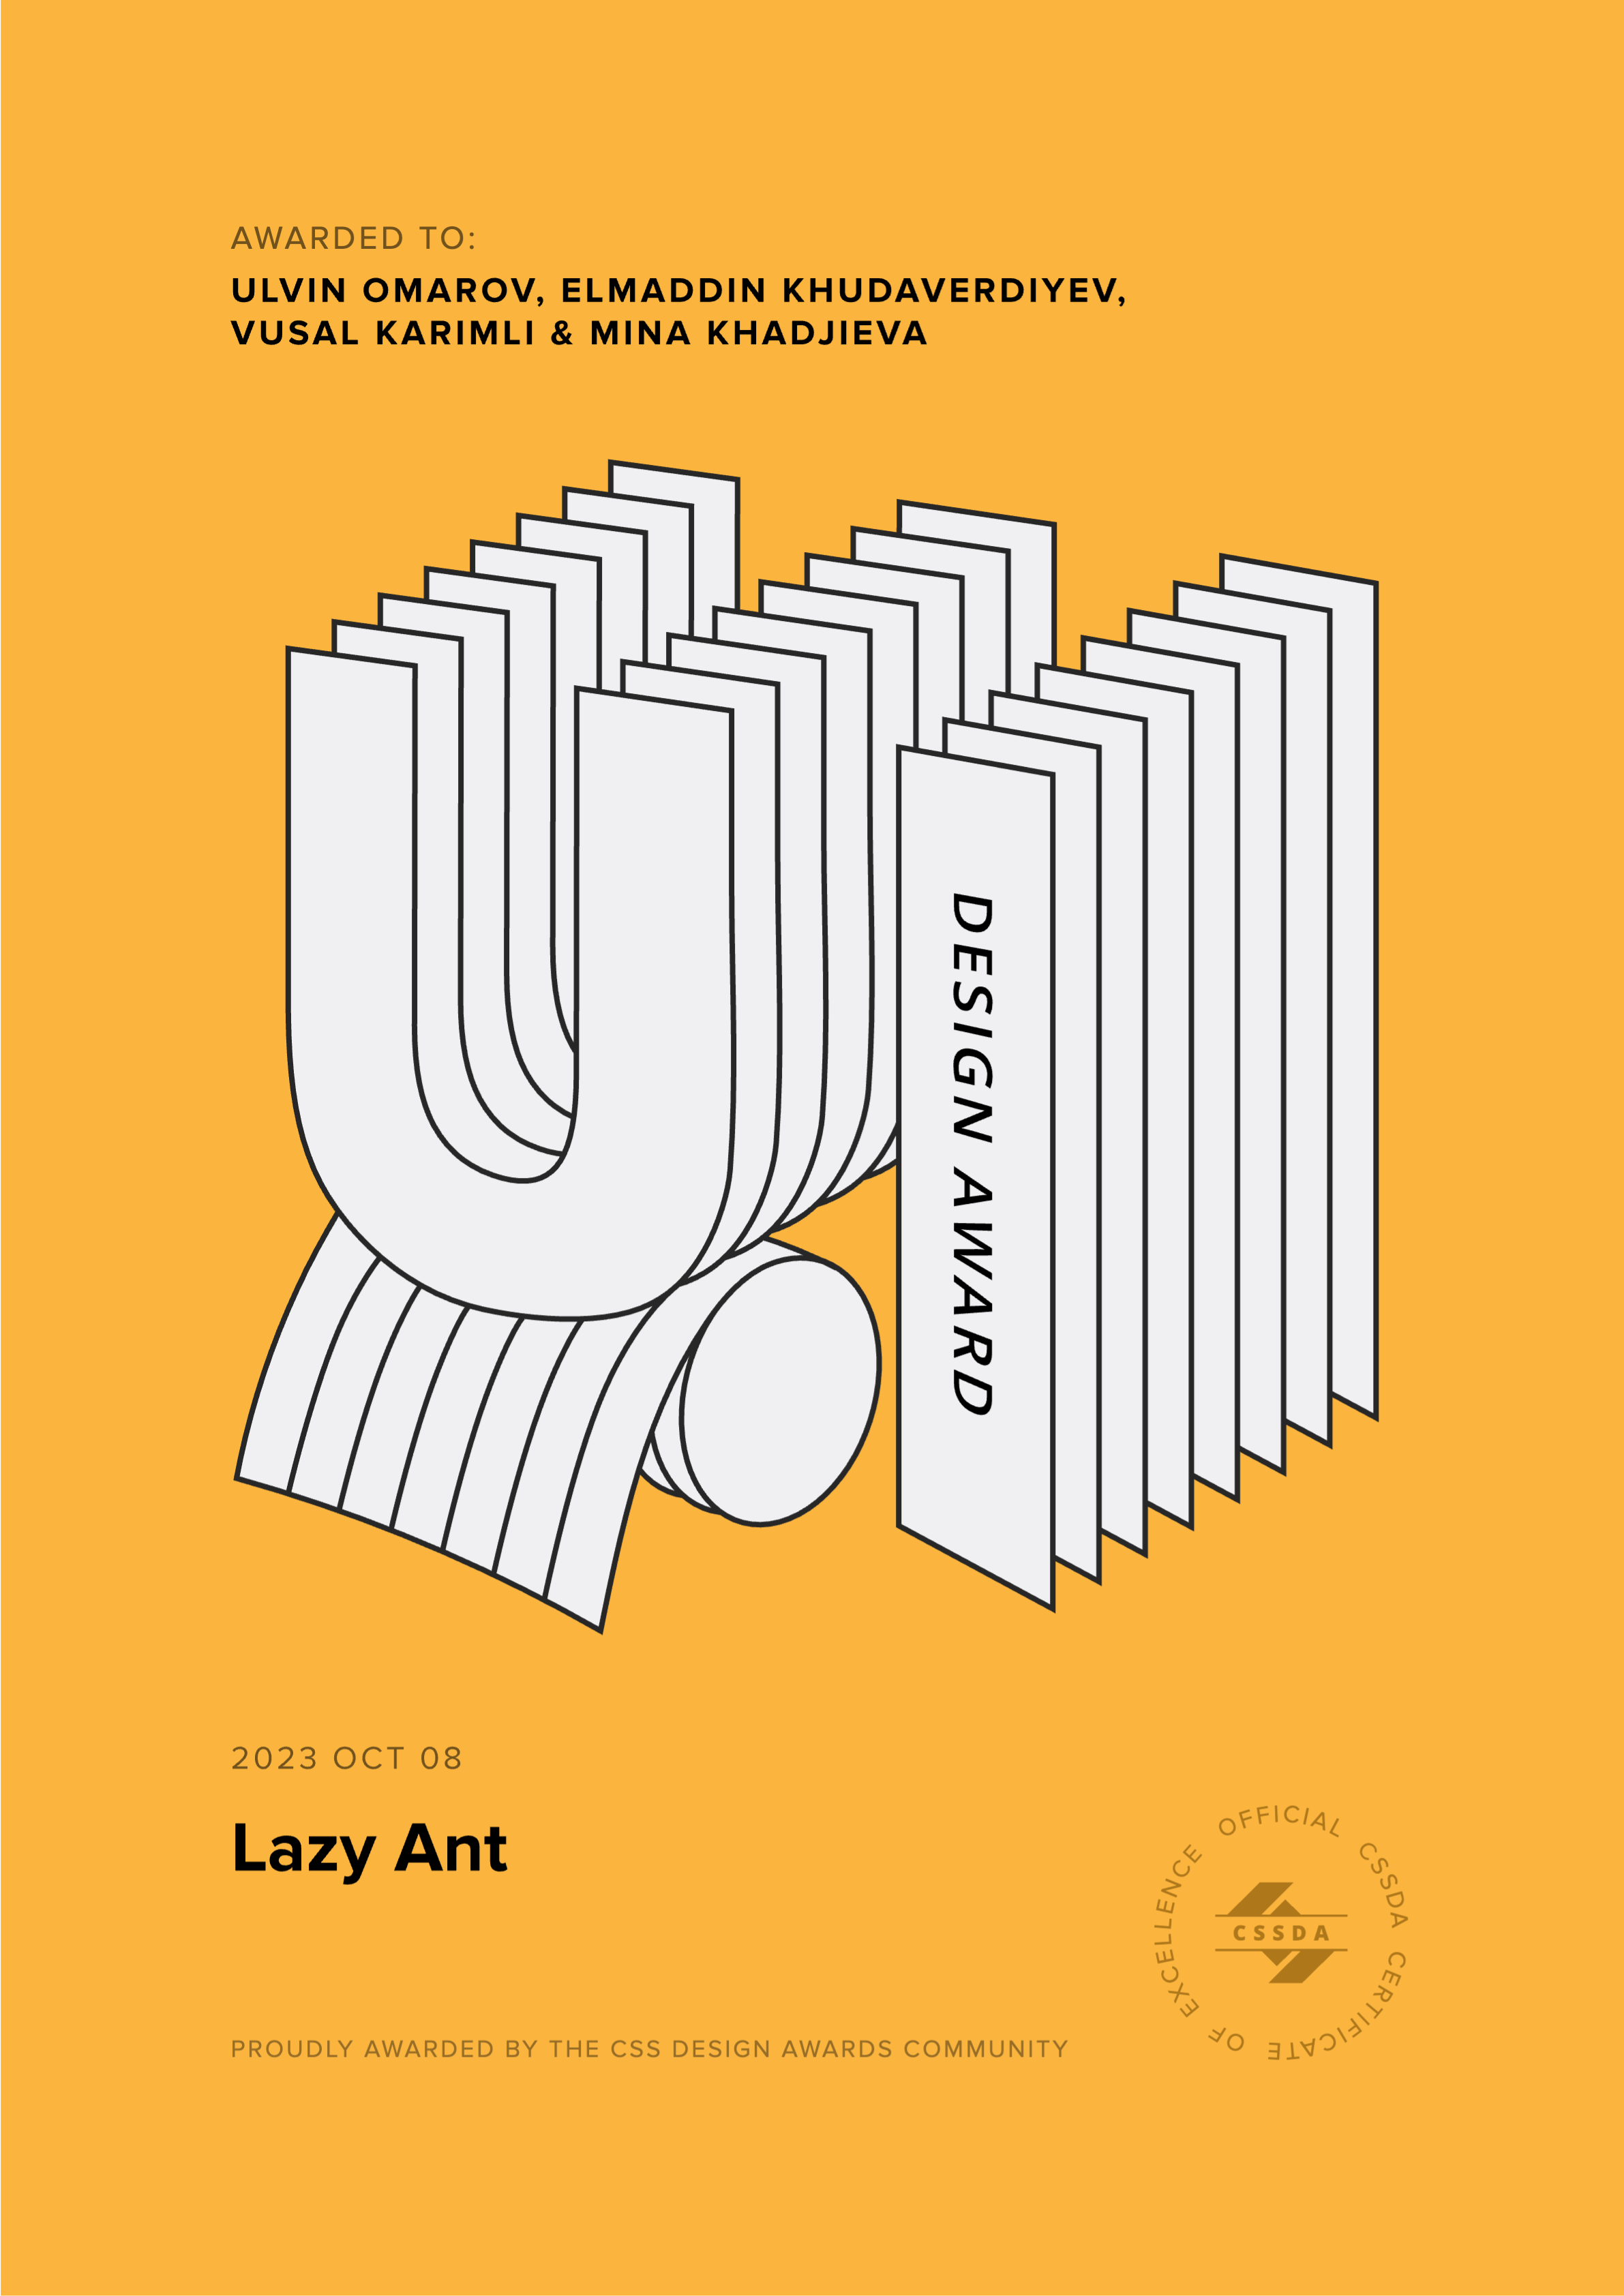 AWARDED TO:
ULVIN OMAROV, ELMADDIN KHUDAVERDIYEV,
VUSAL KARIMLI & MINA KHADJIEVA
UI
DESIGN AWARD
2023 OCT 08
Lazy Ant
OFFICIAL CSSDA CERTIFICATE OF EXCELLENCE
CSSDA
PROUDLY AWARDED BY THE CSS DESIGN AWARDS COMMUNITY